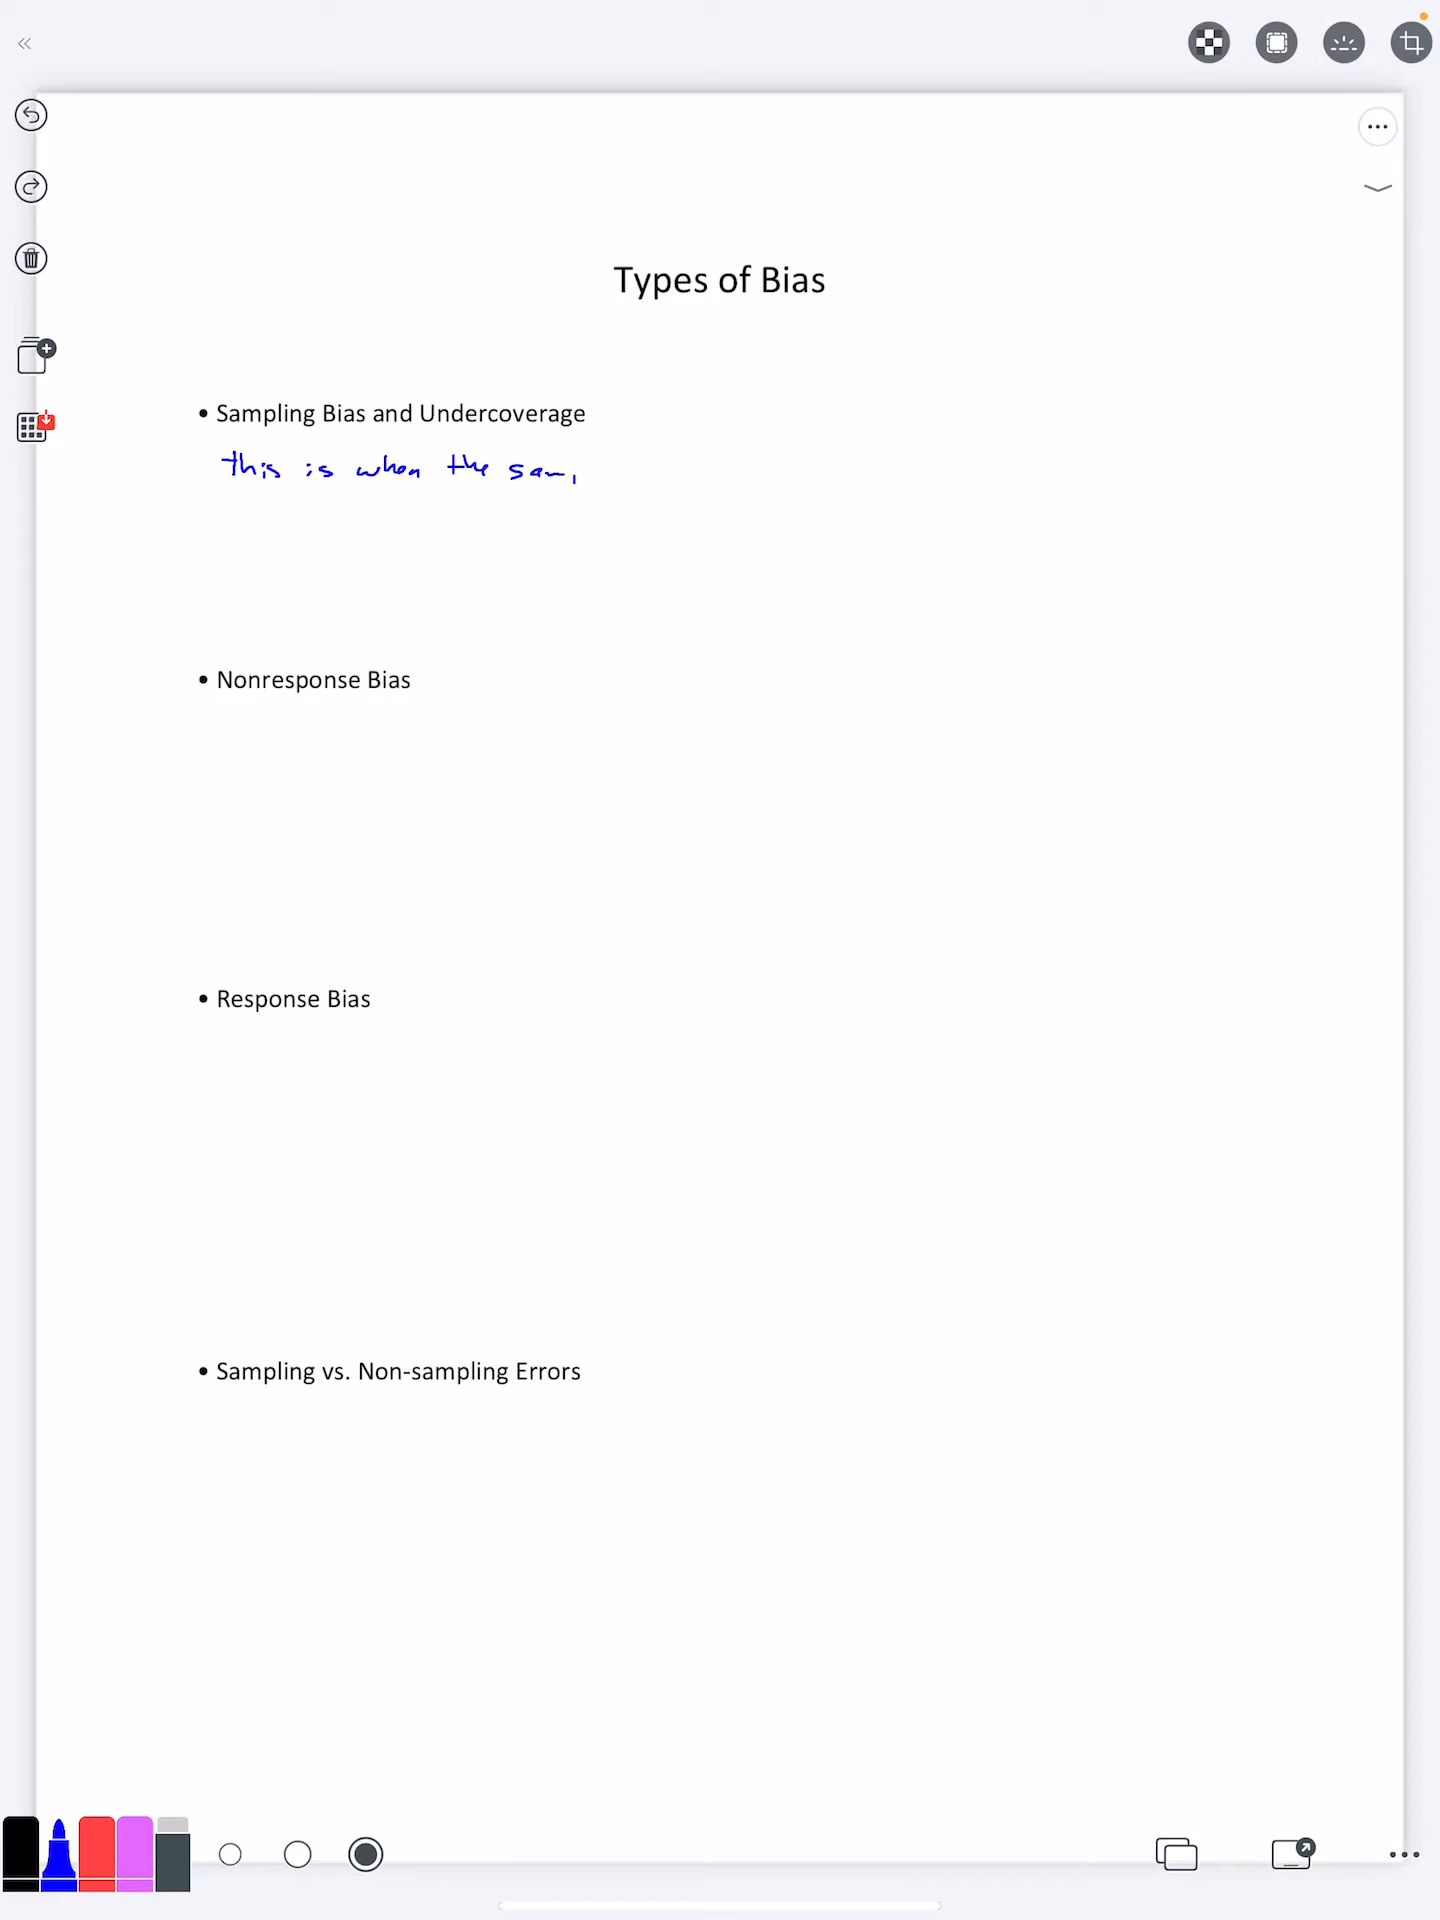 Types of Bias
• Sampling Bias and Undercoverage
this is when the sam
• Nonresponse Bias
• Response Bias
• Sampling vs. Non-sampling Errors